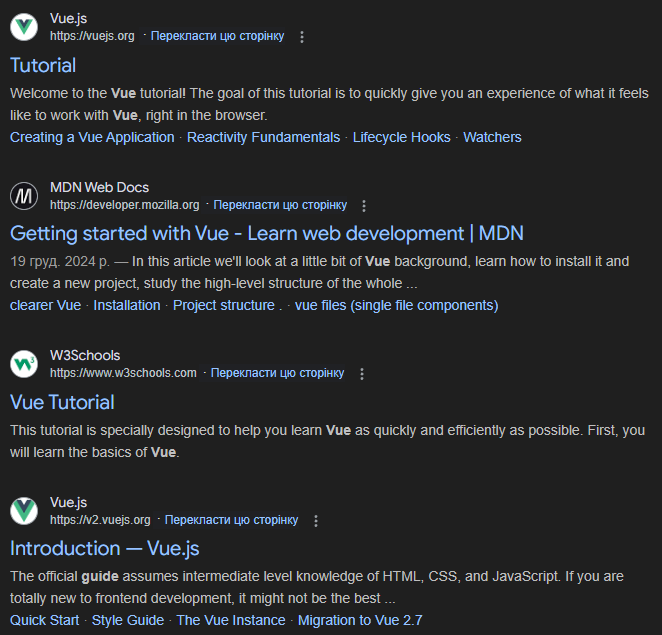 Vue.js
https://vuejs.org · Перекласти цю сторінку
Tutorial
Welcome to the Vue tutorial! The goal of this tutorial is to quickly give you an experience of what it feels
like to work with Vue, right in the browser.
Creating a Vue Application · Reactivity Fundamentals · Lifecycle Hooks · Watchers
MDN Web Docs
https://developer.mozilla.org · Перекласти цю сторінку
Getting started with Vue - Learn web development | MDN
19 груд. 2024 р. — In this article we'll look at a little bit of Vue background, learn how to install it and
create a new project, study the high-level structure of the whole ...
clearer Vue · Installation · Project structure . · vue files (single file components)
W3Schools
https://www.w3schools.com · Перекласти цю сторінку
Vue Tutorial
This tutorial is specially designed to help you learn Vue as quickly and efficiently as possible. First, you
will learn the basics of Vue.
Vue.js
https://v2.vuejs.org · Перекласти цю сторінку
Introduction — Vue.js
The official guide assumes intermediate level knowledge of HTML, CSS, and JavaScript. If you are
totally new to frontend development, it might not be the best ...
Quick Start · Style Guide · The Vue Instance · Migration to Vue 2.7